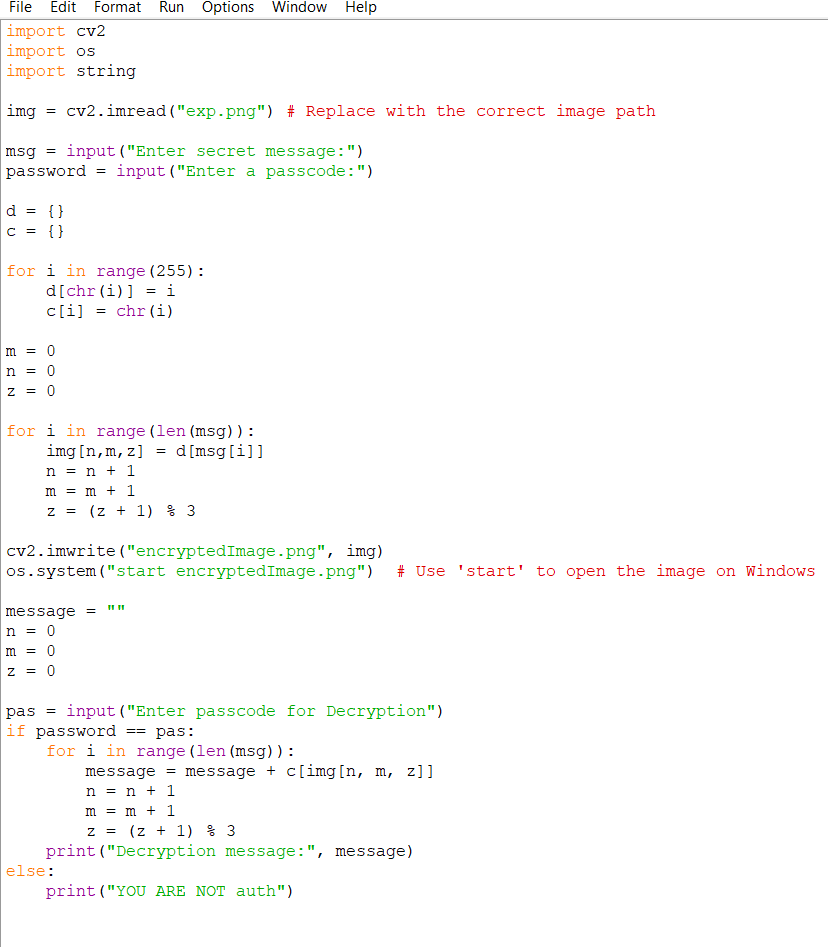 File Edit Format Run Options Window Help
import cv2
import os
import string
img = cv2.imread("exp.png") # Replace with the correct image path
msg = input("Enter secret message:")
password = input("Enter a passcode:")
d = {}
c = {}
for i in range(255):
    d[chr(i)] = i
    c[i] = chr(i)
m = 0
n = 0
z = 0
for i in range(len(msg)):
    img[n,m,z] = d[msg[i]]
    n = n + 1
    m = m + 1
    z = (z + 1) % 3
cv2.imwrite("encryptedImage.png", img)
os.system("start encryptedImage.png")  # Use 'start' to open the image on Windows
message = ""
n = 0
m = 0
z = 0
pas = input("Enter passcode for Decryption")
if password == pas:
    for i in range(len(msg)):
        message = message + c[img[n, m, z]]
        n = n + 1
        m = m + 1
        z = (z + 1) % 3
    print("Decryption message:", message)
else:
    print("YOU ARE NOT auth")